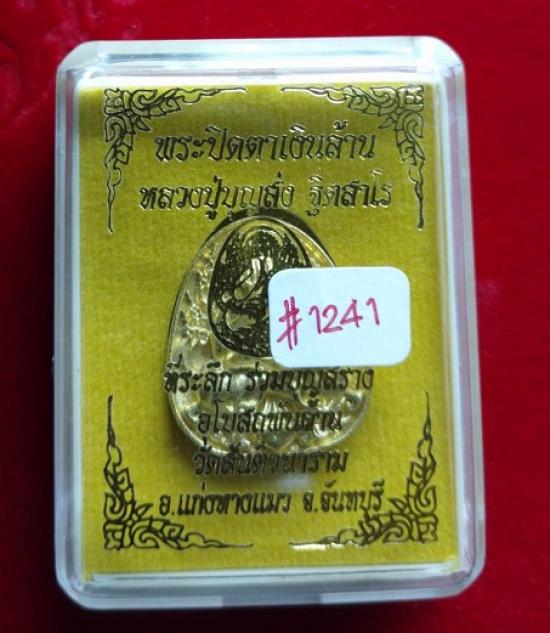 พระปิดตาเงินล้าน
หลวงปู่บุญส่ง ฐิตสาโร
#1241
ที่ระลึก ร่วมบุญสร้าง
อุโบสถพันล้าน
วัดสันติวนาราม
อ.แก่งหางแมว จ.จันทบุรี